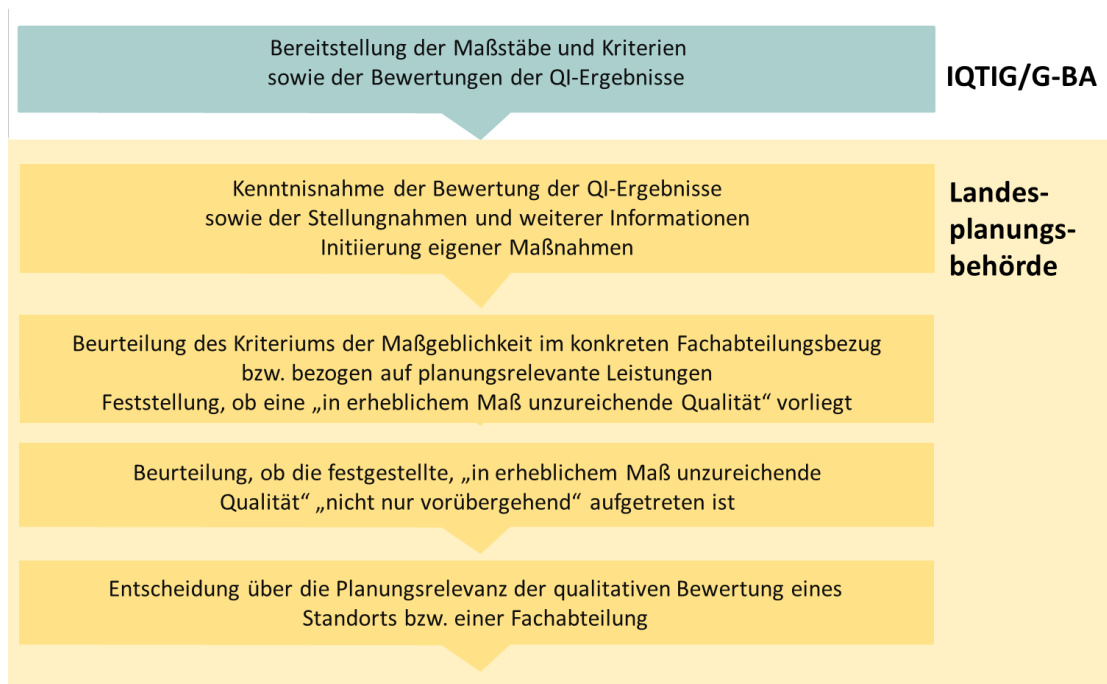 Bereitstellung der Maßstäbe und Kriterien
sowie der Bewertungen der QI-Ergebnisse
IQTIG/G-BA
Kenntnisnahme der Bewertung der QI-Ergebnisse
sowie der Stellungnahmen und weiterer Informationen
Initiierung eigener Maßnahmen
Landes-
planungs-
behörde
Beurteilung des Kriteriums der Maßgeblichkeit im konkreten Fachabteilungsbezug
bzw. bezogen auf planungsrelevante Leistungen
Feststellung, ob eine „in erheblichem Maß unzureichende Qualität“ vorliegt
Beurteilung, ob die festgestellte, „in erheblichem Maß unzureichende
Qualität“ „nicht nur vorübergehend“ aufgetreten ist
Entscheidung über die Planungsrelevanz der qualitativen Bewertung eines
Standorts bzw. einer Fachabteilung